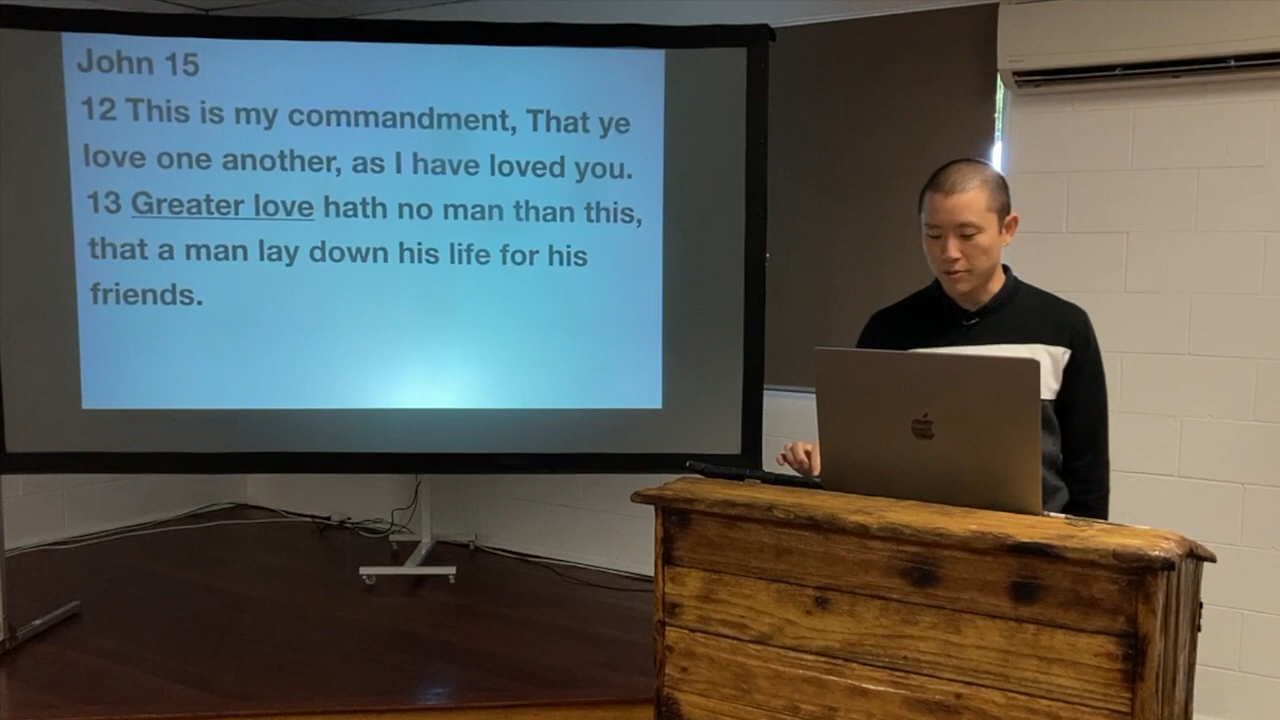 John 15
12 This is my commandment, That ye
love one another, as I have loved you.
13 Greater love hath no man than this,
that a man lay down his life for his
friends.